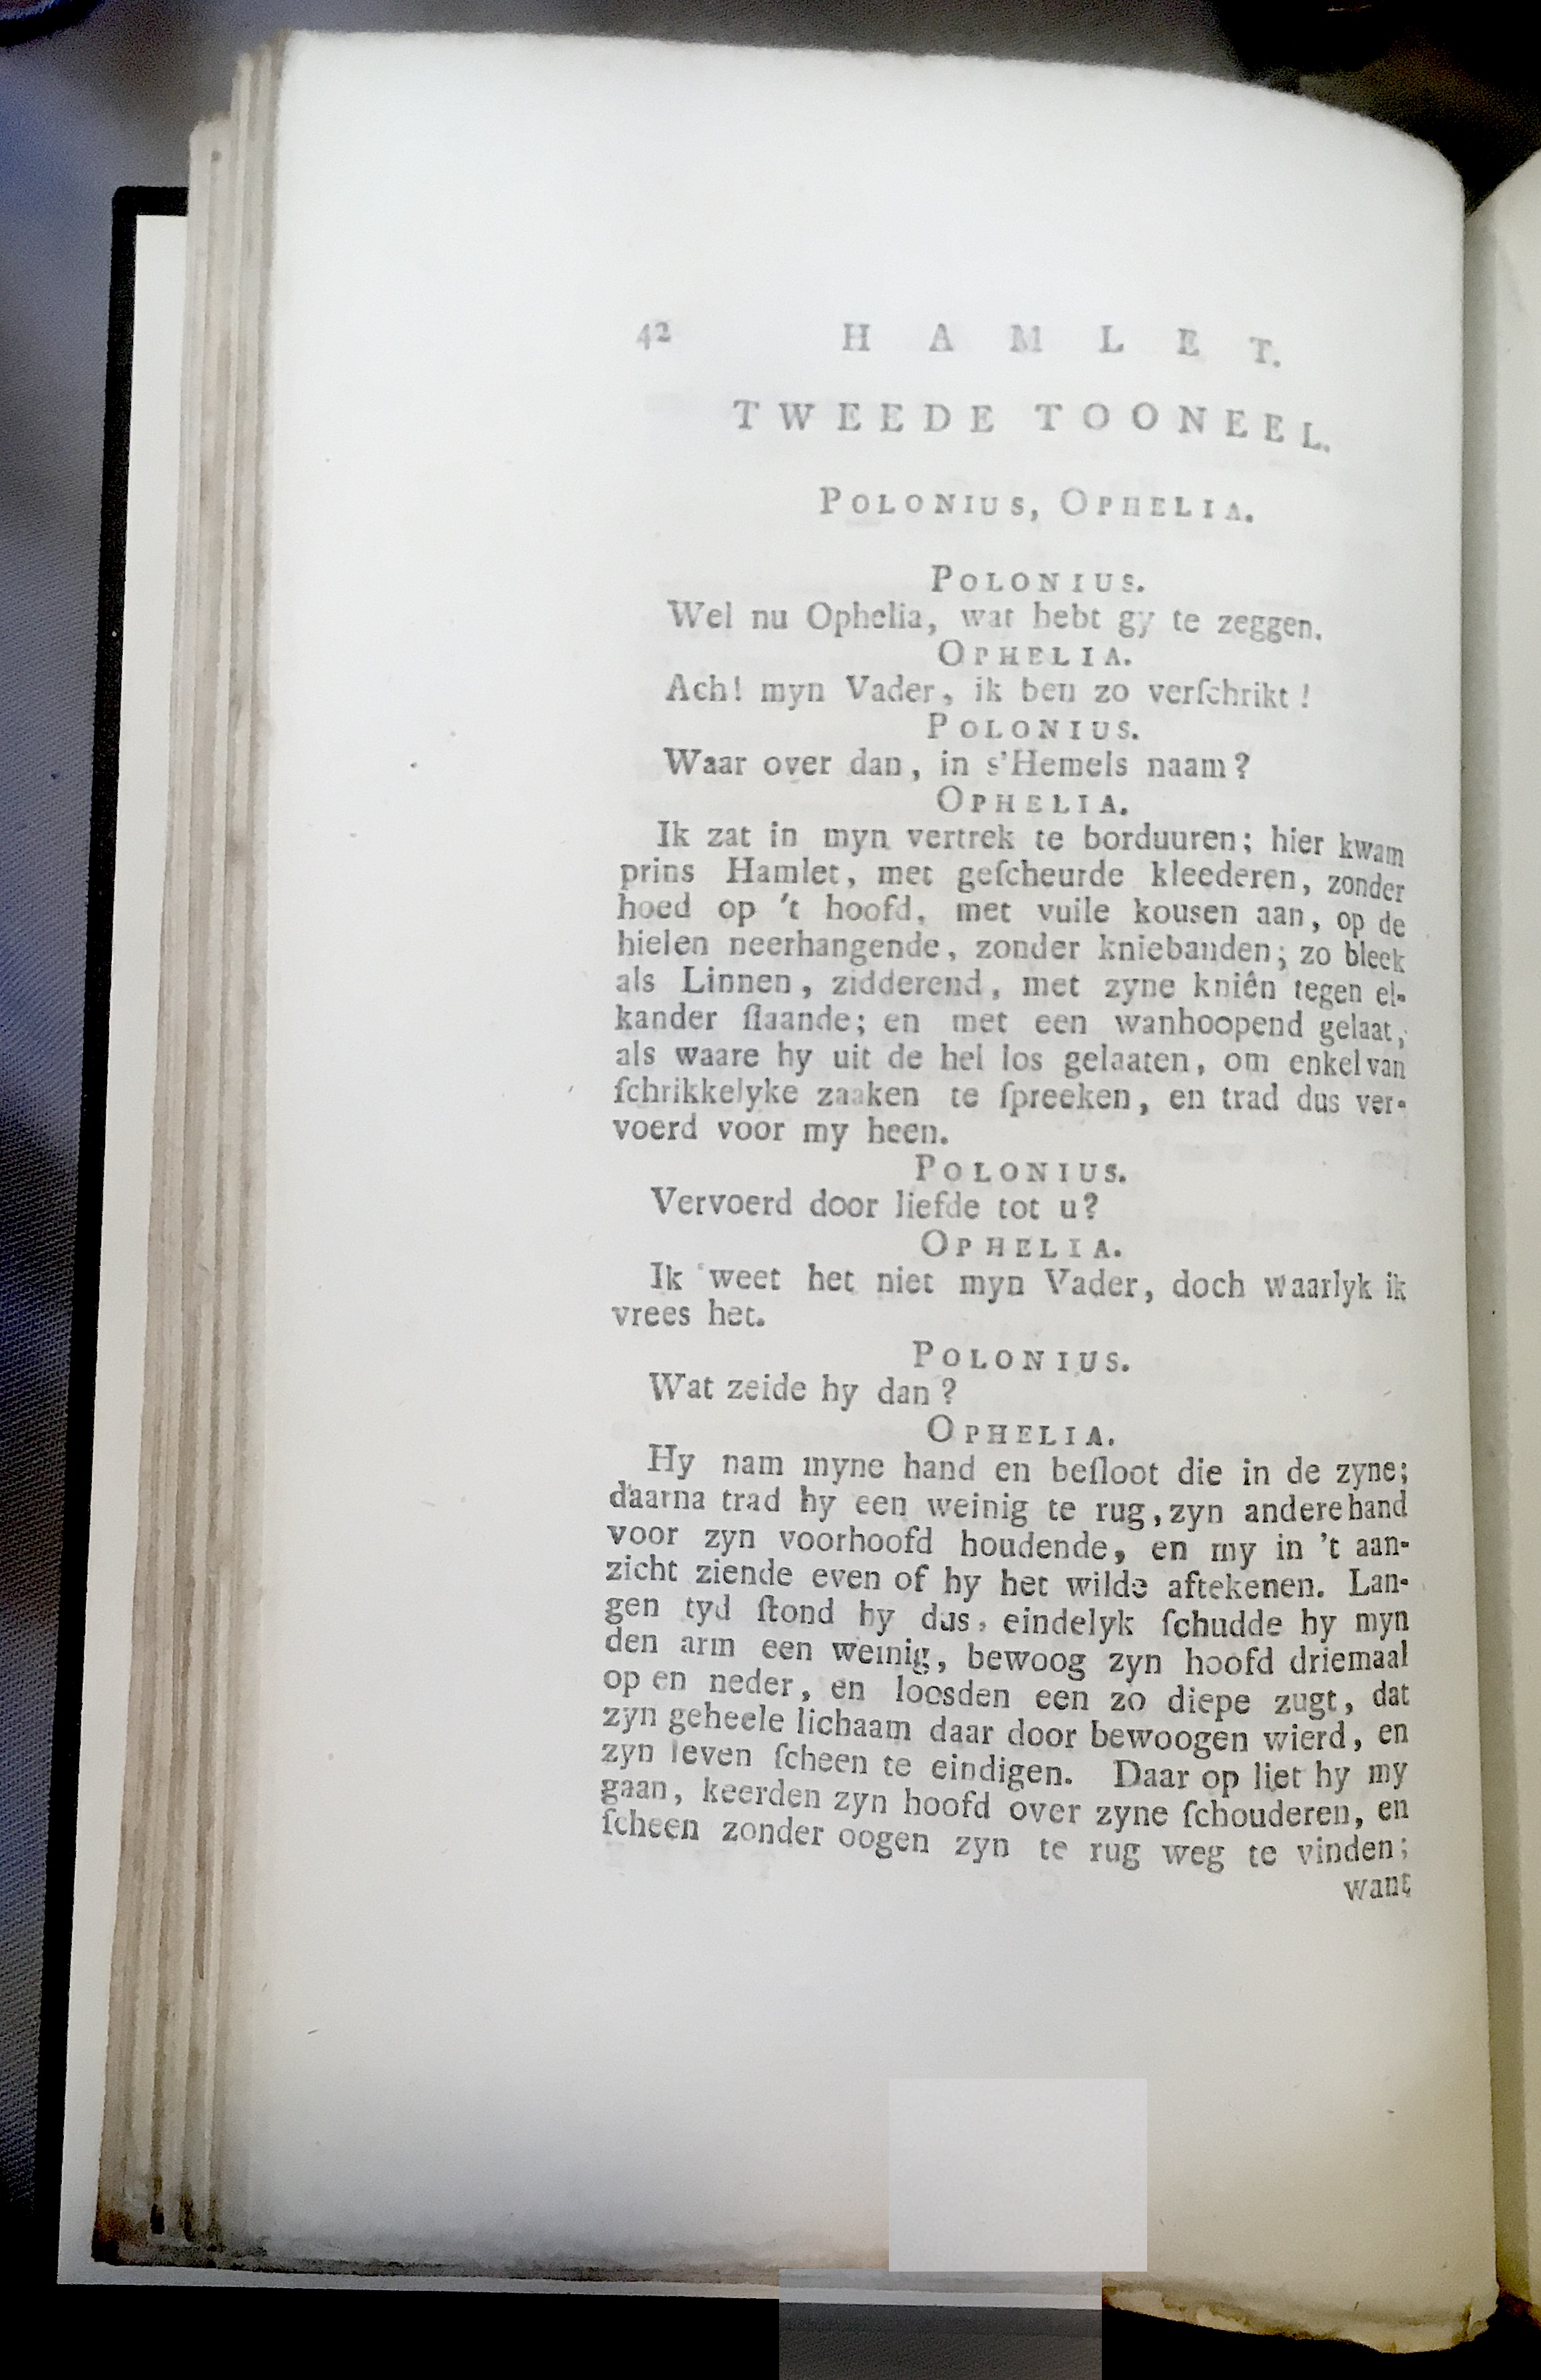 42 HAMLET.
TWEEDE TOONEEL.
POLONIUS, OPHELIA.
POLONIUS.
Wel nu Ophelia, wat hebt gy te zeggen.
OPHELIA.
Ach! myn Vader, ik ben zo verſchrikt!
POLONIUS.
Waar over dan, in s'Hemels naam?
OPHELIA.
Ik zat in myn vertrek te borduuren; hier kwam
prins Hamlet, met geſcheurde kleederen, zonder
hoed op 't hoofd, met vuile kousen aan, op de
hielen neerhangende, zonder kniebanden; zo bleek
als Linnen, zidderend, met zyne kniên tegen el-
kander ſlaande; en met een wanhoopend gelaat,
als waare hy uit de hel los gelaaten, om enkel van
ſchrikkelyke zaaken te ſpreeken, en trad dus ver-
voerd voor my heen.
POLONIUS.
Vervoerd door liefde tot u?
OPHELIA.
Ik weet het niet myn Vader, doch waarlyk ik
vrees het.
POLONIUS.
Wat zeide hy dan?
OPHELIA.
Hy nam myne hand en beſloot die in de zyne;
daarna trad hy een weinig te rug, zyn andere hand
voor zyn voorhoofd houdende, en my in 't aan-
zicht ziende even of hy het wilde aftekenen. Lan-
gen tyd ſtond hy dus, eindelyk ſchudde hy myn
den arm een weinig, bewoog zyn hoofd driemaal
op en neder, en loosden een zo diepe zugt, dat
zyn geheele lichaam daar door bewoogen wierd, en
zyn leven ſcheen te eindigen. Daar op liet hy my
gaan, keerden zyn hoofd over zyne ſchouderen, en
ſcheen zonder oogen zyn te rug weg te vinden;
want